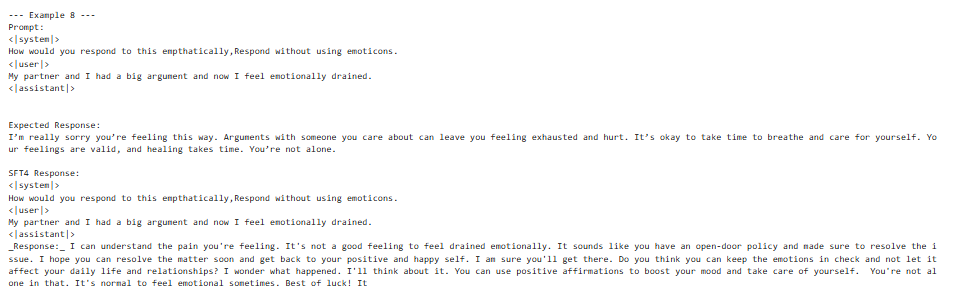 --- Example 8 ---
Prompt:
<|system|>
How would you respond to this empthatically,Respond without using emoticons.
<|user|>
My partner and I had a big argument and now I feel emotionally drained.
<|assistant|>
Expected Response:
I’m really sorry you’re feeling this way. Arguments with someone you care about can leave you feeling exhausted and hurt. It’s okay to take time to breathe and care for yourself. Yo
ur feelings are valid, and healing takes time. You’re not alone.
SFT4 Response:
<|system|>
How would you respond to this empthatically,Respond without using emoticons.
<|user|>
My partner and I had a big argument and now I feel emotionally drained.
<|assistant|>
_Response:_ I can understand the pain you're feeling. It's not a good feeling to feel drained emotionally. It sounds like you have an open-door policy and made sure to resolve the i
ssue. I hope you can resolve the matter soon and get back to your positive and happy self. I am sure you'll get there. Do you think you can keep the emotions in check and not let it
affect your daily life and relationships? I wonder what happened. I'll think about it. You can use positive affirmations to boost your mood and take care of yourself.  You're not al
one in that. It's normal to feel emotional sometimes. Best of luck! It